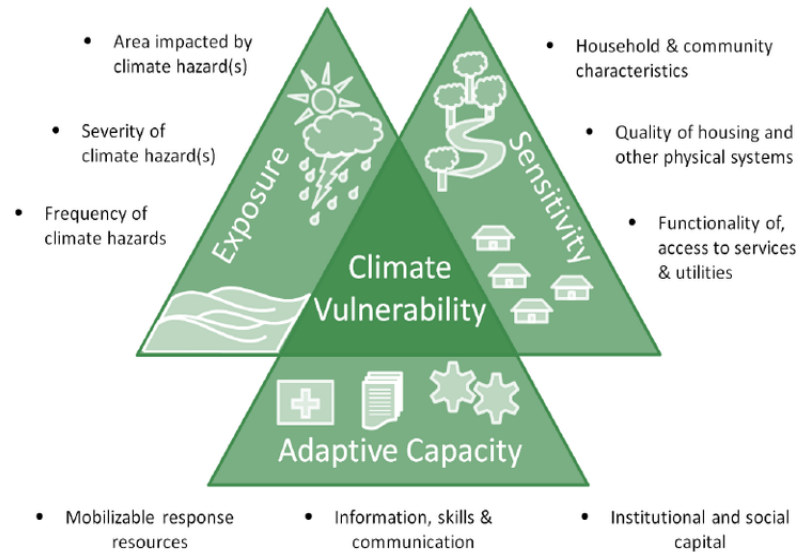 • Area impacted by
climate hazard(s)
• Severity of
climate hazard(s)
• Frequency of
climate hazards
Exposure
• Household & community
characteristics
• Quality of housing and
other physical systems
• Functionality of,
access to services
& utilities
Sensitivity
Climate
Vulnerability
Adaptive Capacity
• Mobilizable response
resources
• Information, skills &
communication
• Institutional and social
capital